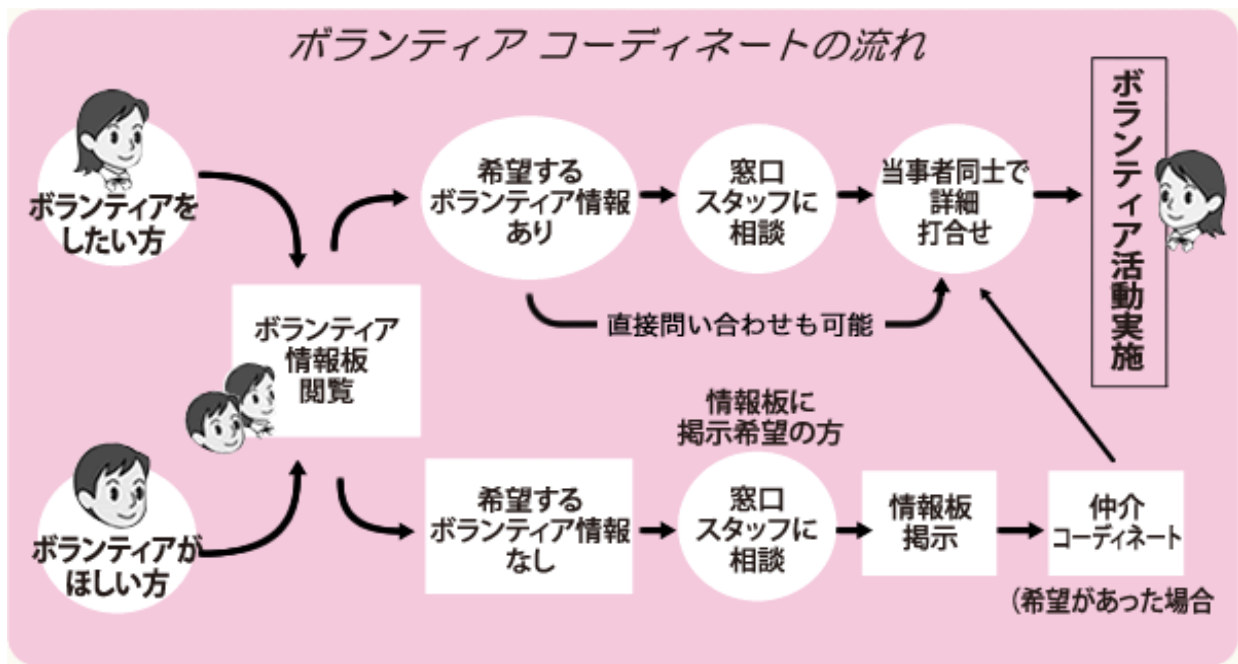 ボランティア コーディネートの流れ
ボランティアを
したい方
ボランティアが
ほしい方
ボランティア
情報板
閲覧
希望する
ボランティア情報
あり
窓口
スタッフに
相談
当事者同士で
詳細
打合せ
ボランティア活動実施
直接問い合わせも可能
希望する
ボランティア情報
なし
情報板に
掲示希望の方
窓口
スタッフに
相談
情報板
掲示
仲介
コーディネート
(希望があった場合